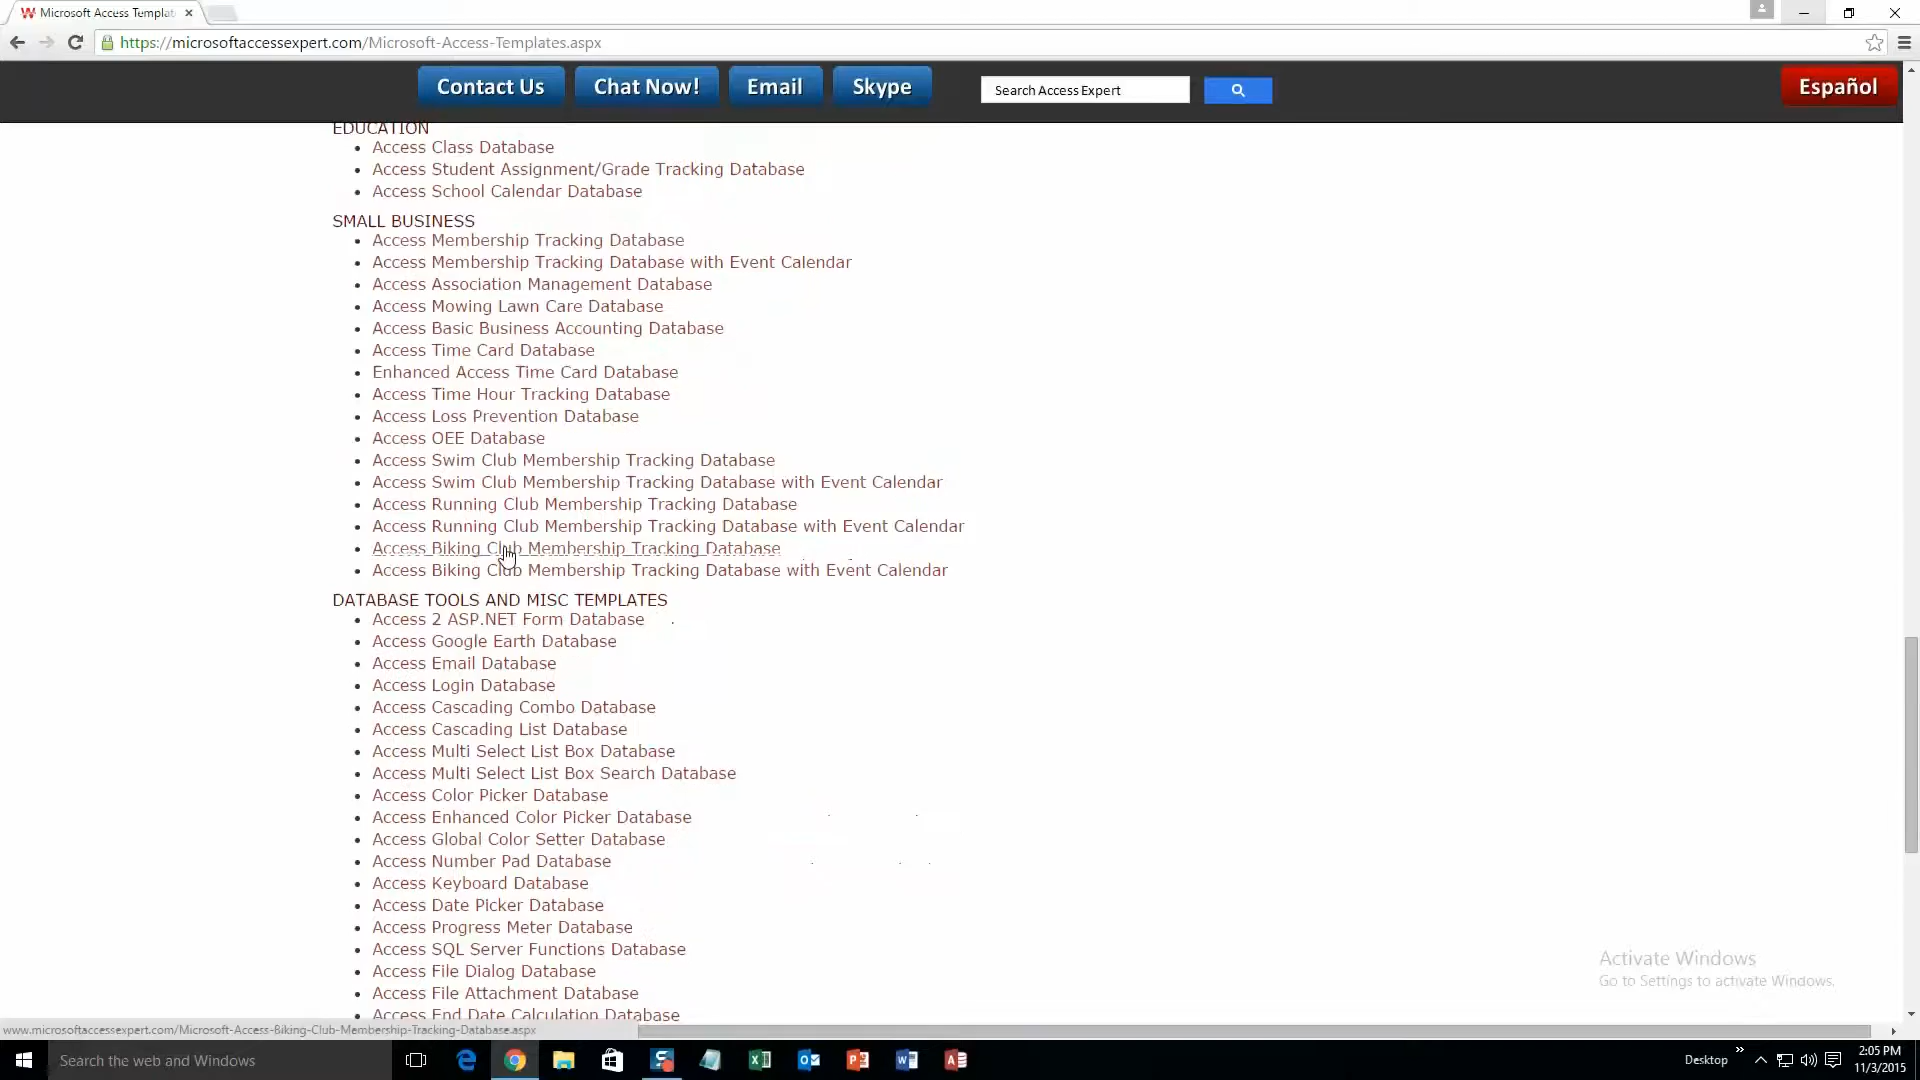 Microsoft Access Templat
https://microsoftaccessexpert.com/Microsoft-Access-Templates.aspx
Contact Us
Chat Now!
Email
Skype
Search Access Expert
Español
EDUCATION
Access Class Database
Access Student Assignment/Grade Tracking Database
Access School Calendar Database
SMALL BUSINESS
Access Membership Tracking Database
Access Membership Tracking Database with Event Calendar
Access Association Management Database
Access Mowing Lawn Care Database
Access Basic Business Accounting Database
Access Time Card Database
Enhanced Access Time Card Database
Access Time Hour Tracking Database
Access Loss Prevention Database
Access OEE Database
Access Swim Club Membership Tracking Database
Access Swim Club Membership Tracking Database with Event Calendar
Access Running Club Membership Tracking Database
Access Running Club Membership Tracking Database with Event Calendar
Access Biking Club Membership Tracking Database
Access Biking Club Membership Tracking Database with Event Calendar
DATABASE TOOLS AND MISC TEMPLATES
Access 2 ASP.NET Form Database
Access Google Earth Database
Access Email Database
Access Login Database
Access Cascading Combo Database
Access Cascading List Database
Access Multi Select List Box Database
Access Multi Select List Box Search Database
Access Color Picker Database
Access Enhanced Color Picker Database
Access Global Color Setter Database
Access Number Pad Database
Access Keyboard Database
Access Date Picker Database
Access Progress Meter Database
Access SQL Server Functions Database
Access File Dialog Database
Access File Attachment Database
Access End Date Calculation Database
Activate Windows
Go to Settings to activate Windows.
www.microsoftaccessexpert.com/Microsoft-Access-Biking-Club-Membership-Tracking-Database.aspx
Search the web and Windows
Desktop
2:05 PM
11/3/2015